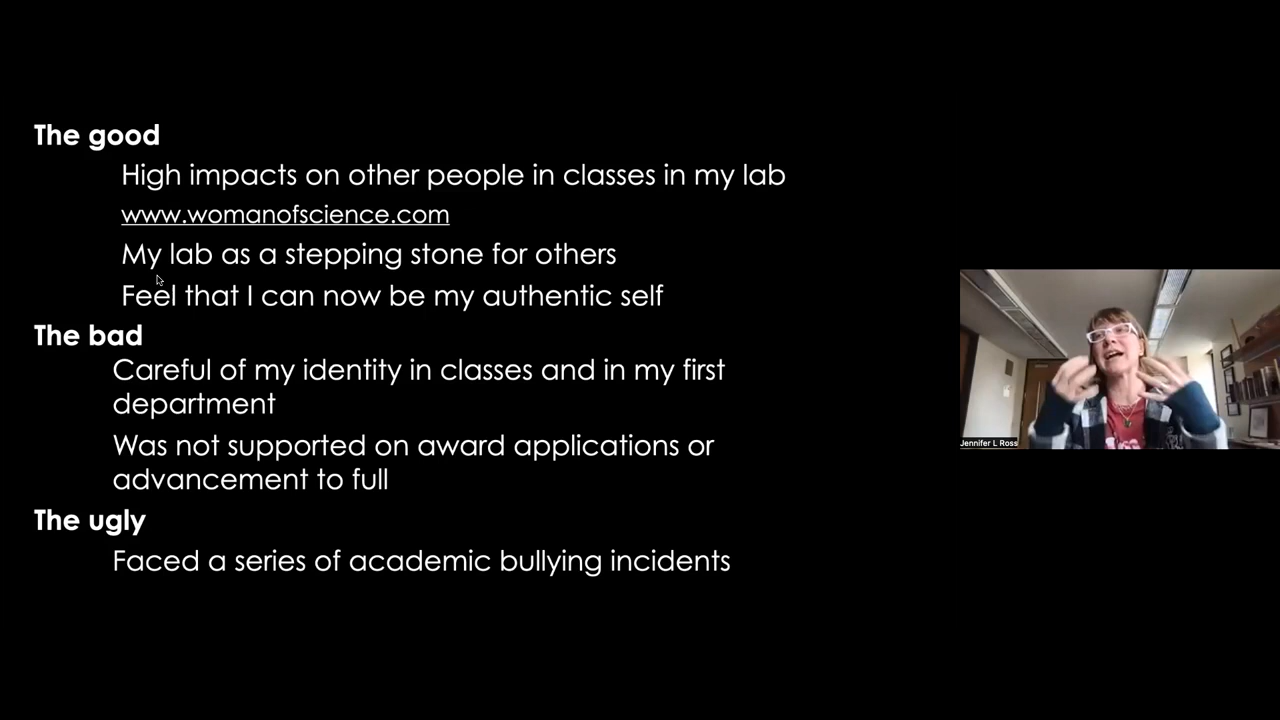 The good
High impacts on other people in classes in my lab
www.womanofscience.com
My lab as a stepping stone for others
Feel that I can now be my authentic self
The bad
Careful of my identity in classes and in my first
department
Was not supported on award applications or
advancement to full
The ugly
Faced a series of academic bullying incidents
Jennifer L Ross